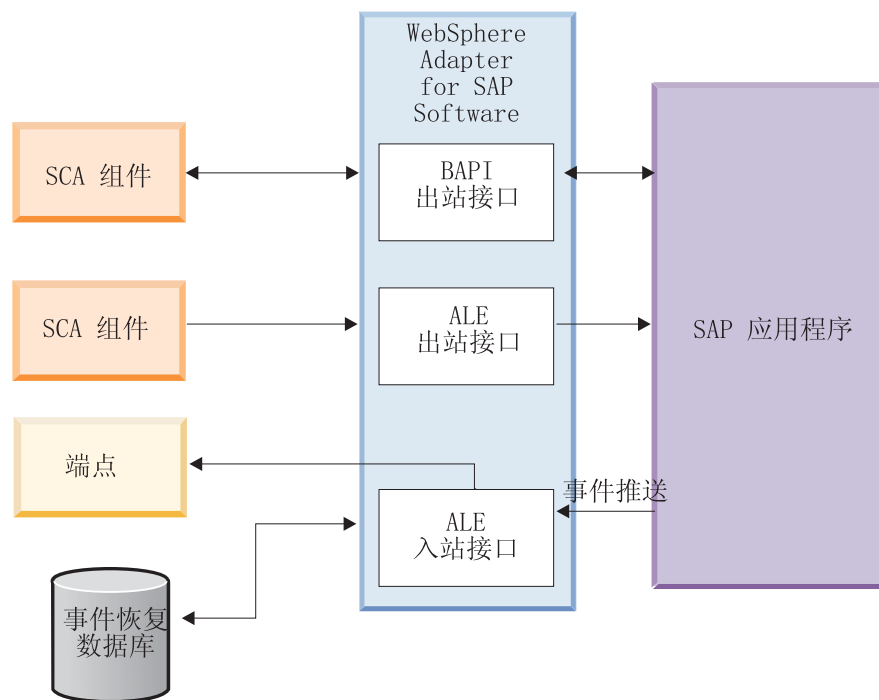 WebSphere
Adapter
for SAP
Software
SCA 组件
BAPI
出站接口
SCA 组件
ALE
出站接口
SAP 应用程序
端点
事件推送
ALE
入站接口
事件恢复
数据库